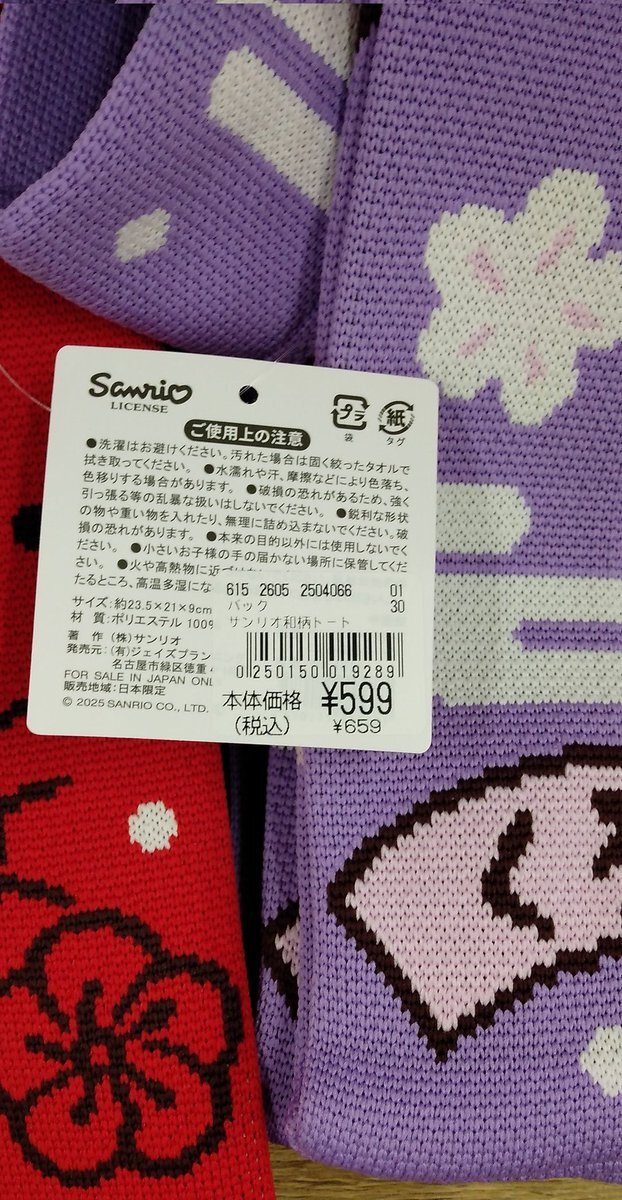 Sanrio
LICENSE
プラ
袋
紙
タグ
ご使用上の注意
●洗濯はお避けください。汚れた場合は固く絞ったタオルで
拭き取ってください。 ●水濡れや汗、摩擦などにより色落ち、
色移りする場合があります。 ●破損の恐れがあるため、強く
引っ張る等の乱暴な扱いはしないでください。 ●鋭利な形状
の物や重い物を入れたり、無理に詰め込まないでください。破
損の恐れがあります。 ●本来の目的以外には使用しないでく
ださい。 ●小さいお子様の手の届かない場所に保管してくだ
さい。 ●火や高熱物に近づけ
たるところ、高温多湿にな
サイズ:約23.5×21×9cm
材 質:ポリエステル 100%
著 作 (株)サンリオ
発売元:(有)ジェイズプラン
名古屋市緑区徳重
FOR SALE IN JAPAN ONL
販売地域:日本限定
© 2025 SANRIO CO., LTD.
615 2605 2504066 01
バック 30
サンリオ和柄トート
0 250150 019289
本体価格 ¥599
(税込) ¥659